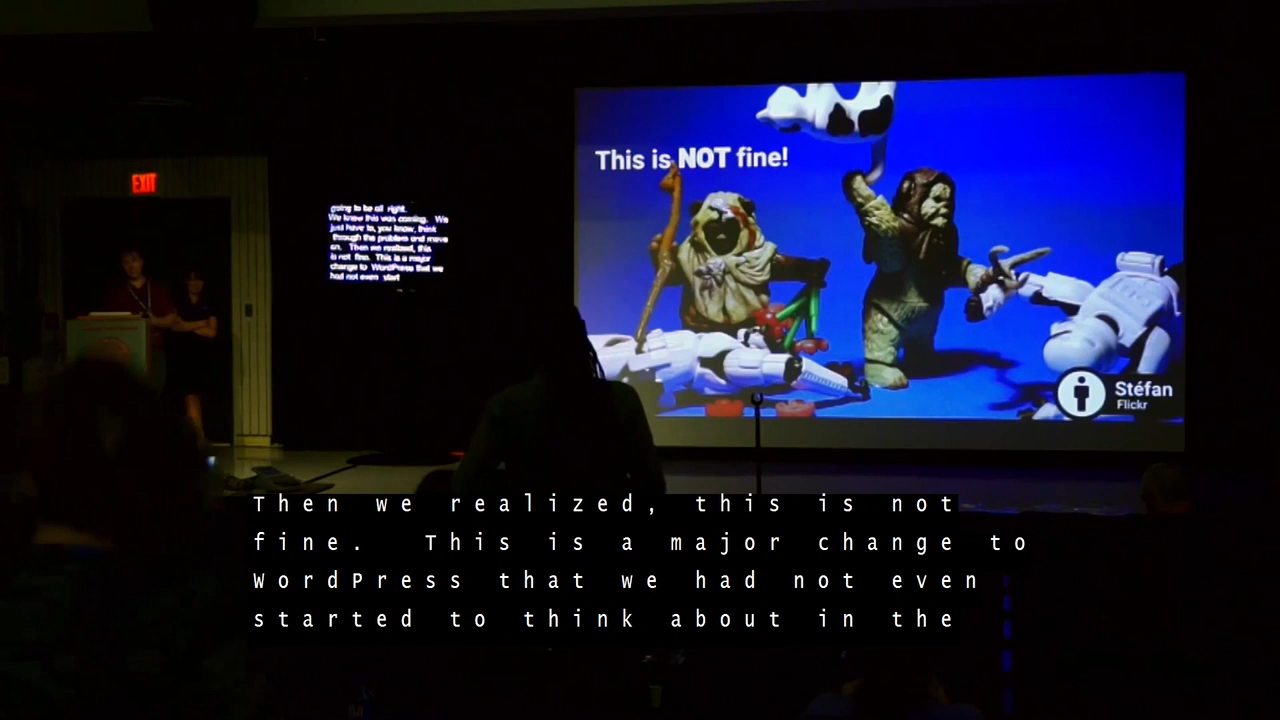 EXIT
going to be all right.
We knew this was coming. We
just have to, you know, think
through the problem and move
on. Then we realized, this
is not fine. This is a major
change to WordPress that we
had not even start
This is NOT fine!
Stéfan
Flickr
Then we realized, this is not
fine. This is a major change to
WordPress that we had not even
started to think about in the